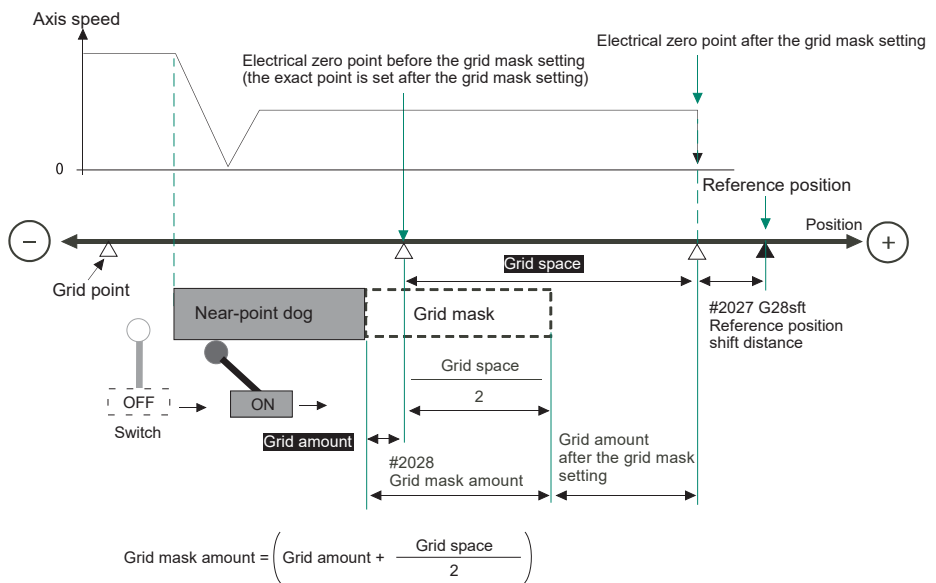 Axis speed
Electrical zero point after the grid mask setting
Electrical zero point before the grid mask setting
(the exact point is set after the grid mask setting)
0
Reference position
Position
−
+
Grid space
Grid point
Near-point dog
Grid mask
#2027 G28sft
Reference position
shift distance
Grid space
2
OFF
ON
Switch
Grid amount
Grid amount
after the grid mask
setting
#2028
Grid mask amount
Grid mask amount = ( Grid amount + Grid space
2 )